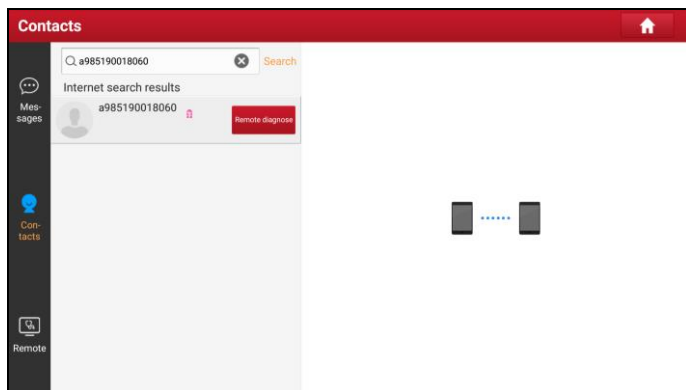 Contacts
a985190018060
Search
Internet search results
a985190018060
Remote diagnose
Mes-
sages
Con-
tacts
Remote